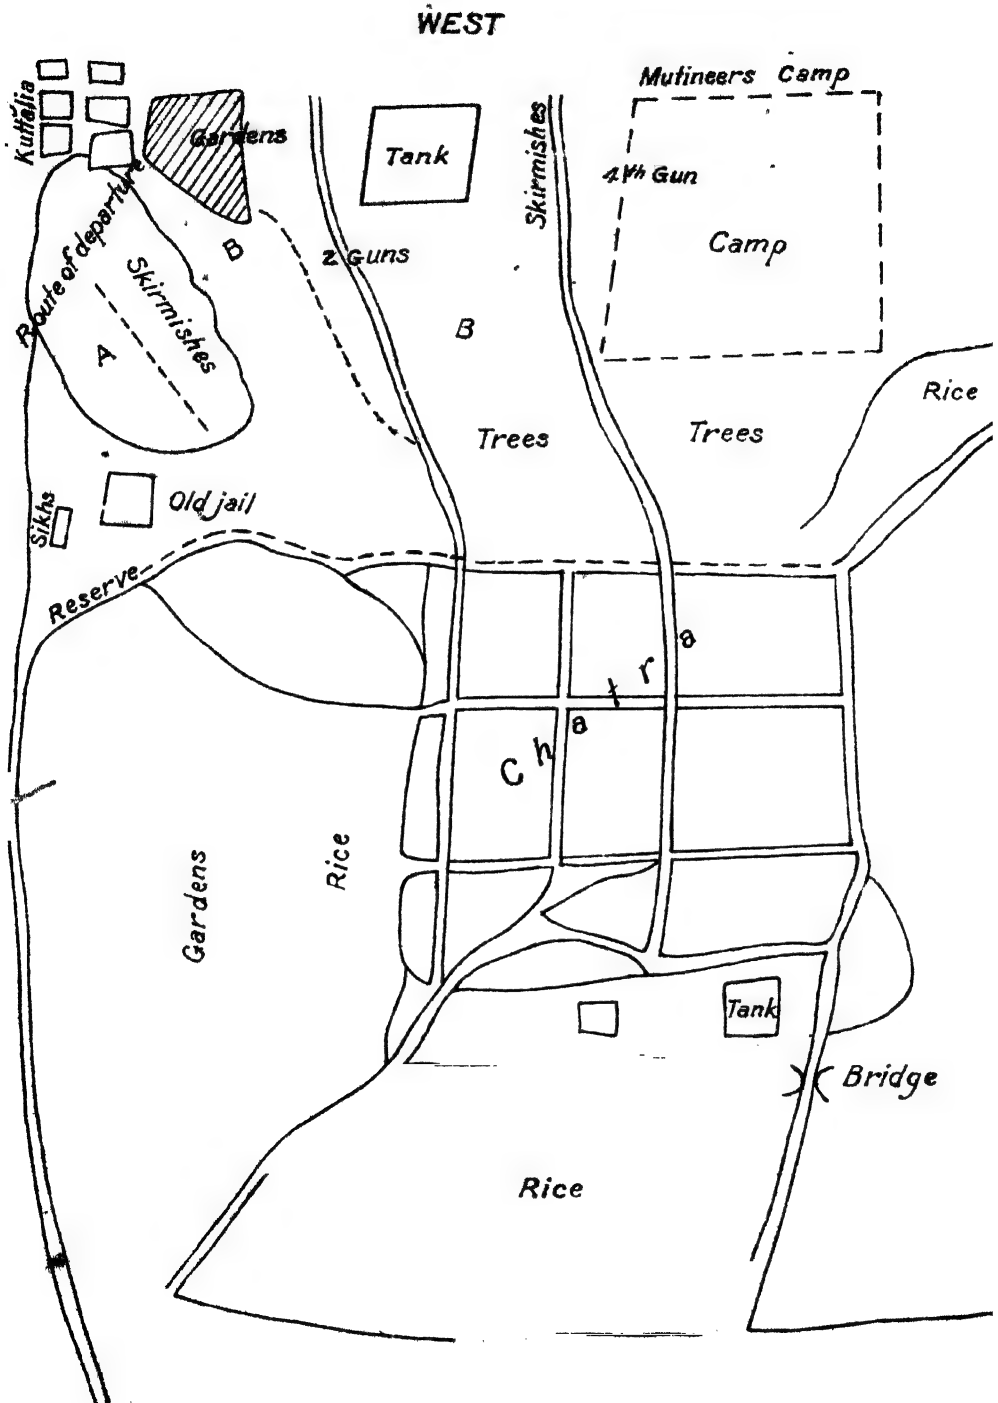 WEST
Mutineers Camp
Kuttalia
Gardens
Tank
Skirmishes
4th Gun
Camp
Route of departure
B
2 Guns
Skirmishes
B
A
Rice
Trees
Trees
Sikhs
Old jail
Reserve
Chatra
Gardens
Rice
Tank
Bridge
Rice